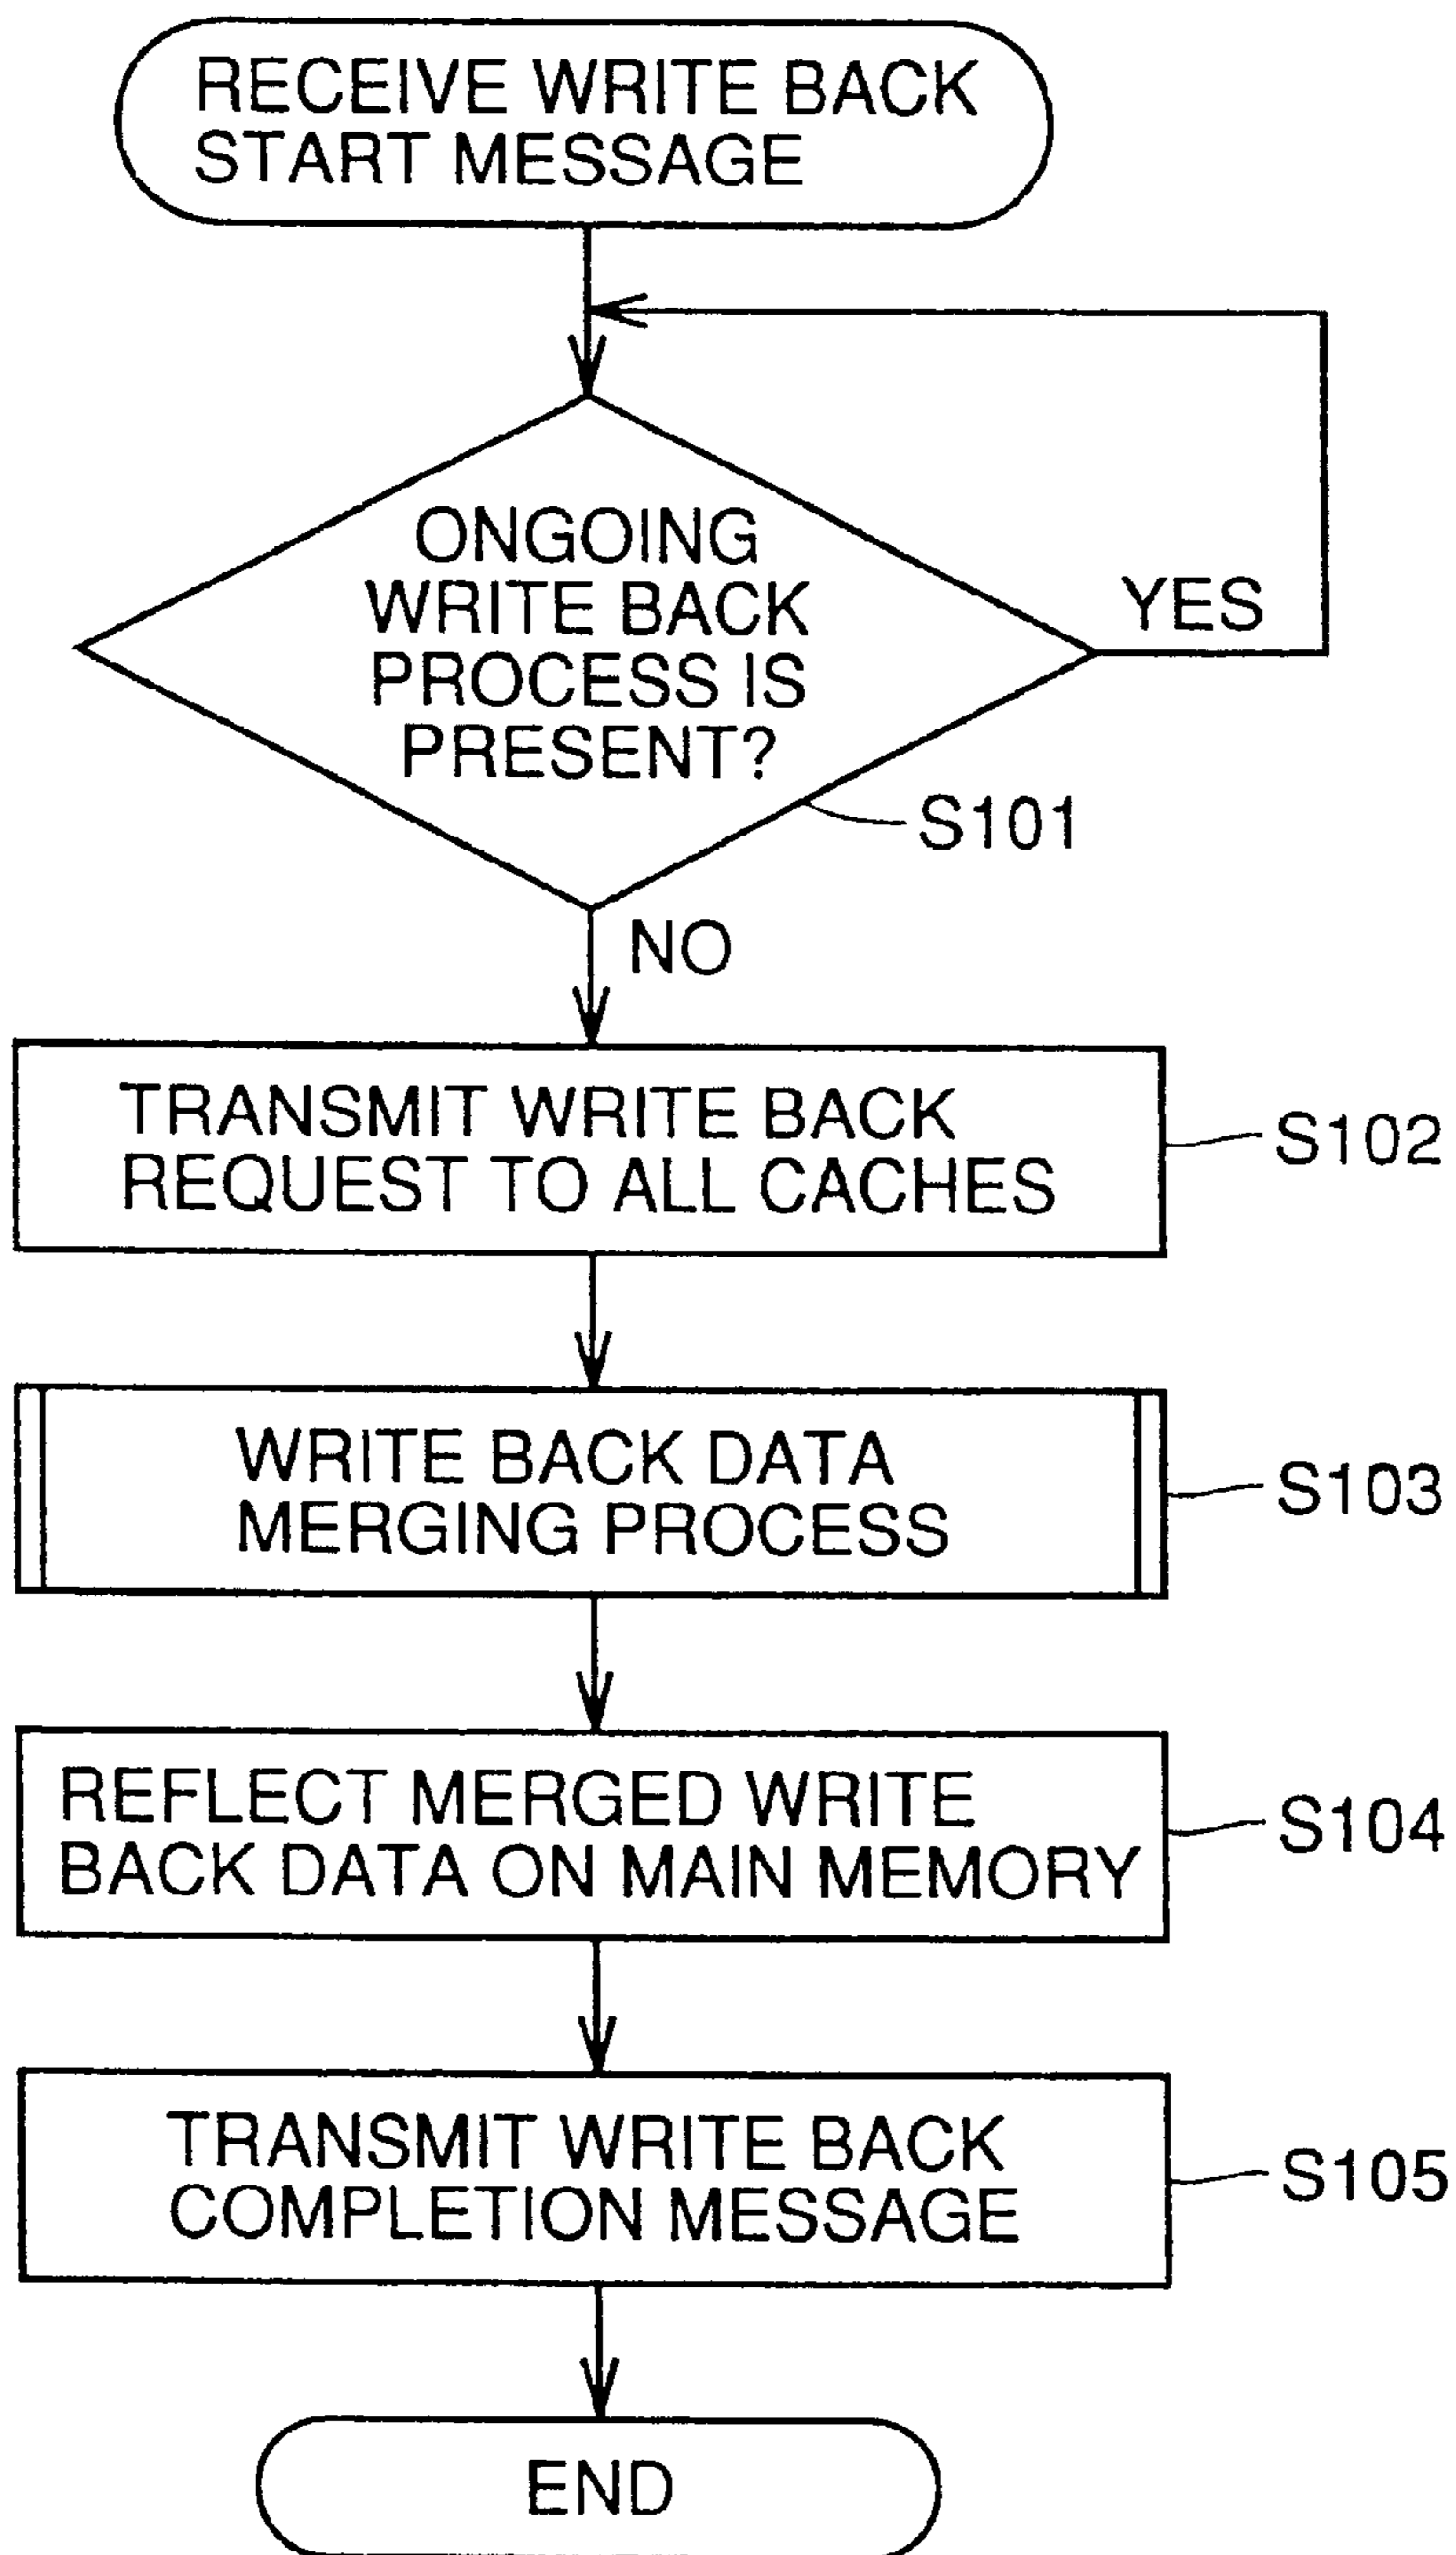 RECEIVE WRITE BACK
START MESSAGE
ONGOING
WRITE BACK
PROCESS IS
PRESENT?
YES
S101
NO
TRANSMIT WRITE BACK
REQUEST TO ALL CACHES
S102
WRITE BACK DATA
MERGING PROCESS
S103
REFLECT MERGED WRITE
BACK DATA ON MAIN MEMORY
S104
TRANSMIT WRITE BACK
COMPLETION MESSAGE
S105
END